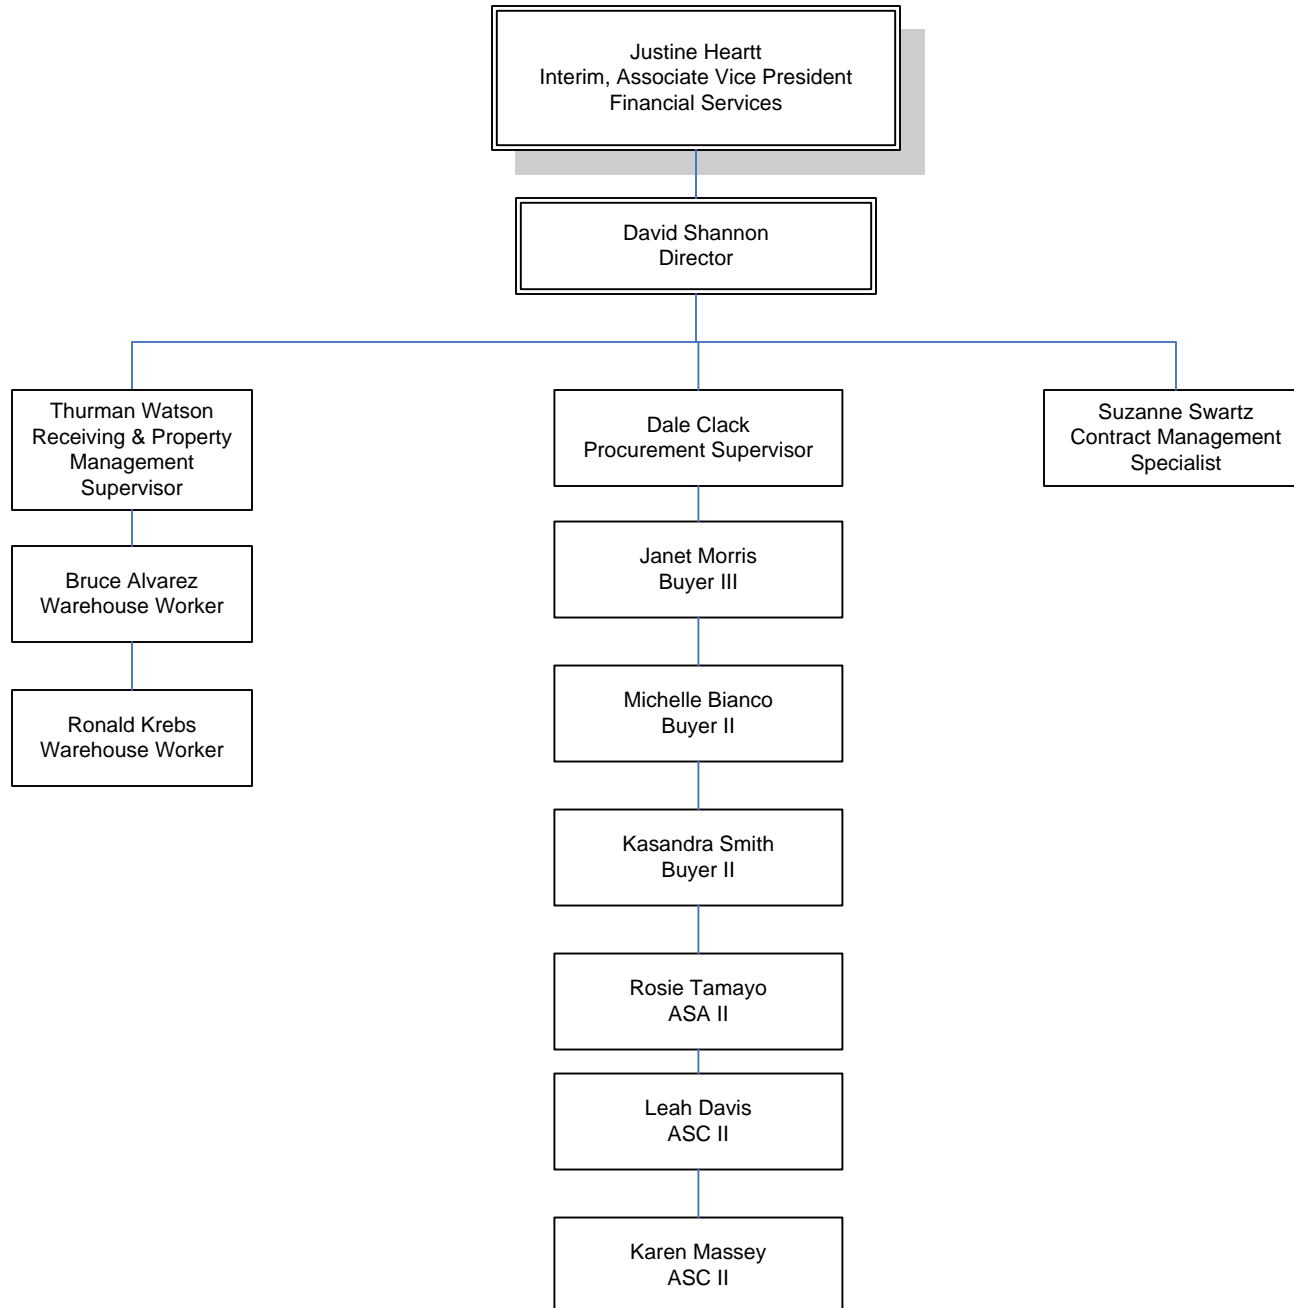 Justine Heartt
Interim, Associate Vice President
Financial Services
David Shannon
Director
Thurman Watson
Receiving & Property
Management
Supervisor
Dale Clack
Procurement Supervisor
Suzanne Swartz
Contract Management
Specialist
Bruce Alvarez
Warehouse Worker
Ronald Krebs
Warehouse Worker
Janet Morris
Buyer III
Michelle Bianco
Buyer II
Kasandra Smith
Buyer II
Rosie Tamayo
ASA II
Leah Davis
ASC II
Karen Massey
ASC II